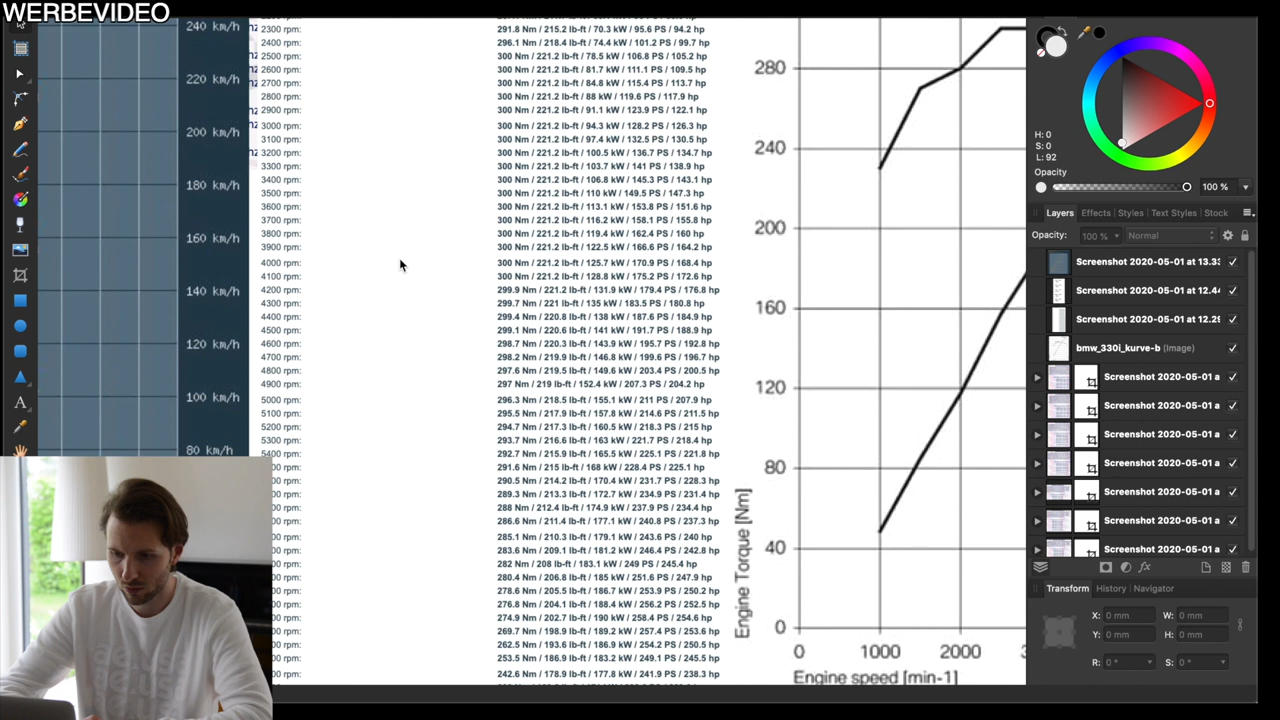 WERBEVIDEO
240 km/h
220 km/h
200 km/h
180 km/h
160 km/h
140 km/h
120 km/h
100 km/h
80 km/h
2300 rpm: 291.8 Nm / 215.2 lb-ft / 70.3 kW / 95.6 PS / 94.2 hp
2400 rpm: 296.1 Nm / 218.4 lb-ft / 74.4 kW / 101.2 PS / 99.7 hp
2500 rpm: 300 Nm / 221.2 lb-ft / 78.5 kW / 106.8 PS / 105.2 hp
2600 rpm: 300 Nm / 221.2 lb-ft / 81.7 kW / 111.1 PS / 109.5 hp
2700 rpm: 300 Nm / 221.2 lb-ft / 84.8 kW / 115.4 PS / 113.7 hp
2800 rpm: 300 Nm / 221.2 lb-ft / 88 kW / 119.6 PS / 117.9 hp
2900 rpm: 300 Nm / 221.2 lb-ft / 91.1 kW / 123.9 PS / 122.1 hp
3000 rpm: 300 Nm / 221.2 lb-ft / 94.3 kW / 128.2 PS / 126.3 hp
3100 rpm: 300 Nm / 221.2 lb-ft / 97.4 kW / 132.5 PS / 130.5 hp
3200 rpm: 300 Nm / 221.2 lb-ft / 100.5 kW / 136.7 PS / 134.7 hp
3300 rpm: 300 Nm / 221.2 lb-ft / 103.7 kW / 141 PS / 138.9 hp
3400 rpm: 300 Nm / 221.2 lb-ft / 106.8 kW / 145.3 PS / 143.1 hp
3500 rpm: 300 Nm / 221.2 lb-ft / 110 kW / 149.5 PS / 147.3 hp
3600 rpm: 300 Nm / 221.2 lb-ft / 113.1 kW / 153.8 PS / 151.6 hp
3700 rpm: 300 Nm / 221.2 lb-ft / 116.2 kW / 158.1 PS / 155.8 hp
3800 rpm: 300 Nm / 221.2 lb-ft / 119.4 kW / 162.4 PS / 160 hp
3900 rpm: 300 Nm / 221.2 lb-ft / 122.5 kW / 166.6 PS / 164.2 hp
4000 rpm: 300 Nm / 221.2 lb-ft / 125.7 kW / 170.9 PS / 168.4 hp
4100 rpm: 300 Nm / 221.2 lb-ft / 128.8 kW / 175.2 PS / 172.6 hp
4200 rpm: 299.9 Nm / 221.2 lb-ft / 131.9 kW / 179.4 PS / 176.8 hp
4300 rpm: 299.7 Nm / 221 lb-ft / 135 kW / 183.5 PS / 180.8 hp
4400 rpm: 299.4 Nm / 220.8 lb-ft / 138 kW / 187.6 PS / 184.9 hp
4500 rpm: 299.1 Nm / 220.6 lb-ft / 141 kW / 191.7 PS / 188.9 hp
4600 rpm: 298.7 Nm / 220.3 lb-ft / 143.9 kW / 195.7 PS / 192.8 hp
4700 rpm: 298.2 Nm / 219.9 lb-ft / 146.8 kW / 199.6 PS / 196.7 hp
4800 rpm: 297.6 Nm / 219.5 lb-ft / 149.6 kW / 203.4 PS / 200.5 hp
4900 rpm: 297 Nm / 219 lb-ft / 152.4 kW / 207.3 PS / 204.2 hp
5000 rpm: 296.3 Nm / 218.5 lb-ft / 155.1 kW / 211 PS / 207.9 hp
5100 rpm: 295.5 Nm / 217.9 lb-ft / 157.8 kW / 214.6 PS / 211.5 hp
5200 rpm: 294.7 Nm / 217.3 lb-ft / 160.5 kW / 218.3 PS / 215 hp
5300 rpm: 293.7 Nm / 216.6 lb-ft / 163 kW / 221.7 PS / 218.4 hp
5400 rpm: 292.7 Nm / 215.9 lb-ft / 165.5 kW / 225.1 PS / 221.8 hp
00 rpm: 291.6 Nm / 215 lb-ft / 168 kW / 228.4 PS / 225.1 hp
00 rpm: 290.5 Nm / 214.2 lb-ft / 170.4 kW / 231.7 PS / 228.3 hp
00 rpm: 289.3 Nm / 213.3 lb-ft / 172.7 kW / 234.9 PS / 231.4 hp
00 rpm: 288 Nm / 212.4 lb-ft / 174.9 kW / 237.9 PS / 234.4 hp
00 rpm: 286.6 Nm / 211.4 lb-ft / 177.1 kW / 240.8 PS / 237.3 hp
00 rpm: 285.1 Nm / 210.3 lb-ft / 179.1 kW / 243.6 PS / 240 hp
00 rpm: 283.6 Nm / 209.1 lb-ft / 181.2 kW / 246.4 PS / 242.8 hp
00 rpm: 282 Nm / 208 lb-ft / 183.1 kW / 249 PS / 245.4 hp
00 rpm: 280.4 Nm / 206.8 lb-ft / 185 kW / 251.6 PS / 247.9 hp
00 rpm: 278.6 Nm / 205.5 lb-ft / 186.7 kW / 253.9 PS / 250.2 hp
00 rpm: 276.8 Nm / 204.1 lb-ft / 188.4 kW / 256.2 PS / 252.5 hp
00 rpm: 274.9 Nm / 202.7 lb-ft / 190 kW / 258.4 PS / 254.6 hp
00 rpm: 269.7 Nm / 198.9 lb-ft / 189.2 kW / 257.4 PS / 253.6 hp
00 rpm: 262.5 Nm / 193.6 lb-ft / 186.9 kW / 254.2 PS / 250.5 hp
00 rpm: 253.5 Nm / 186.9 lb-ft / 183.2 kW / 249.1 PS / 245.5 hp
00 rpm: 242.6 Nm / 178.9 lb-ft / 177.8 kW / 241.9 PS / 238.3 hp
280
240
200
160
120
80
40
0
Engine Torque [Nm]
0 1000 2000 3
Engine speed [min-1]
H: 0
S: 0
L: 92
Opacity
100 %
Layers Effects Styles Text Styles Stock
Opacity: 100 % Normal
Screenshot 2020-05-01 at 13.33
Screenshot 2020-05-01 at 12.4
Screenshot 2020-05-01 at 12.29
bmw_330i_kurve-b (Image)
Screenshot 2020-05-01 a
Screenshot 2020-05-01 a
Screenshot 2020-05-01 a
Screenshot 2020-05-01 a
Screenshot 2020-05-01 a
Screenshot 2020-05-01 a
Screenshot 2020-05-01 a
Transform History Navigator
X: 0 mm W: 0 mm
Y: 0 mm H: 0 mm
R: 0 ° S: 0 °